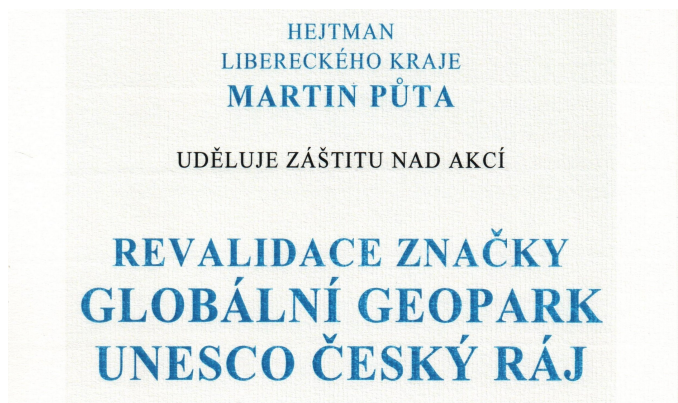 HEJTMAN
LIBERECKÉHO KRAJE
MARTIN PŮTA
UDĚLUJE ZÁŠTITU NAD AKCÍ
REVALIDACE ZNAČKY
GLOBÁLNÍ GEOPARK
UNESCO ČESKÝ RÁJ